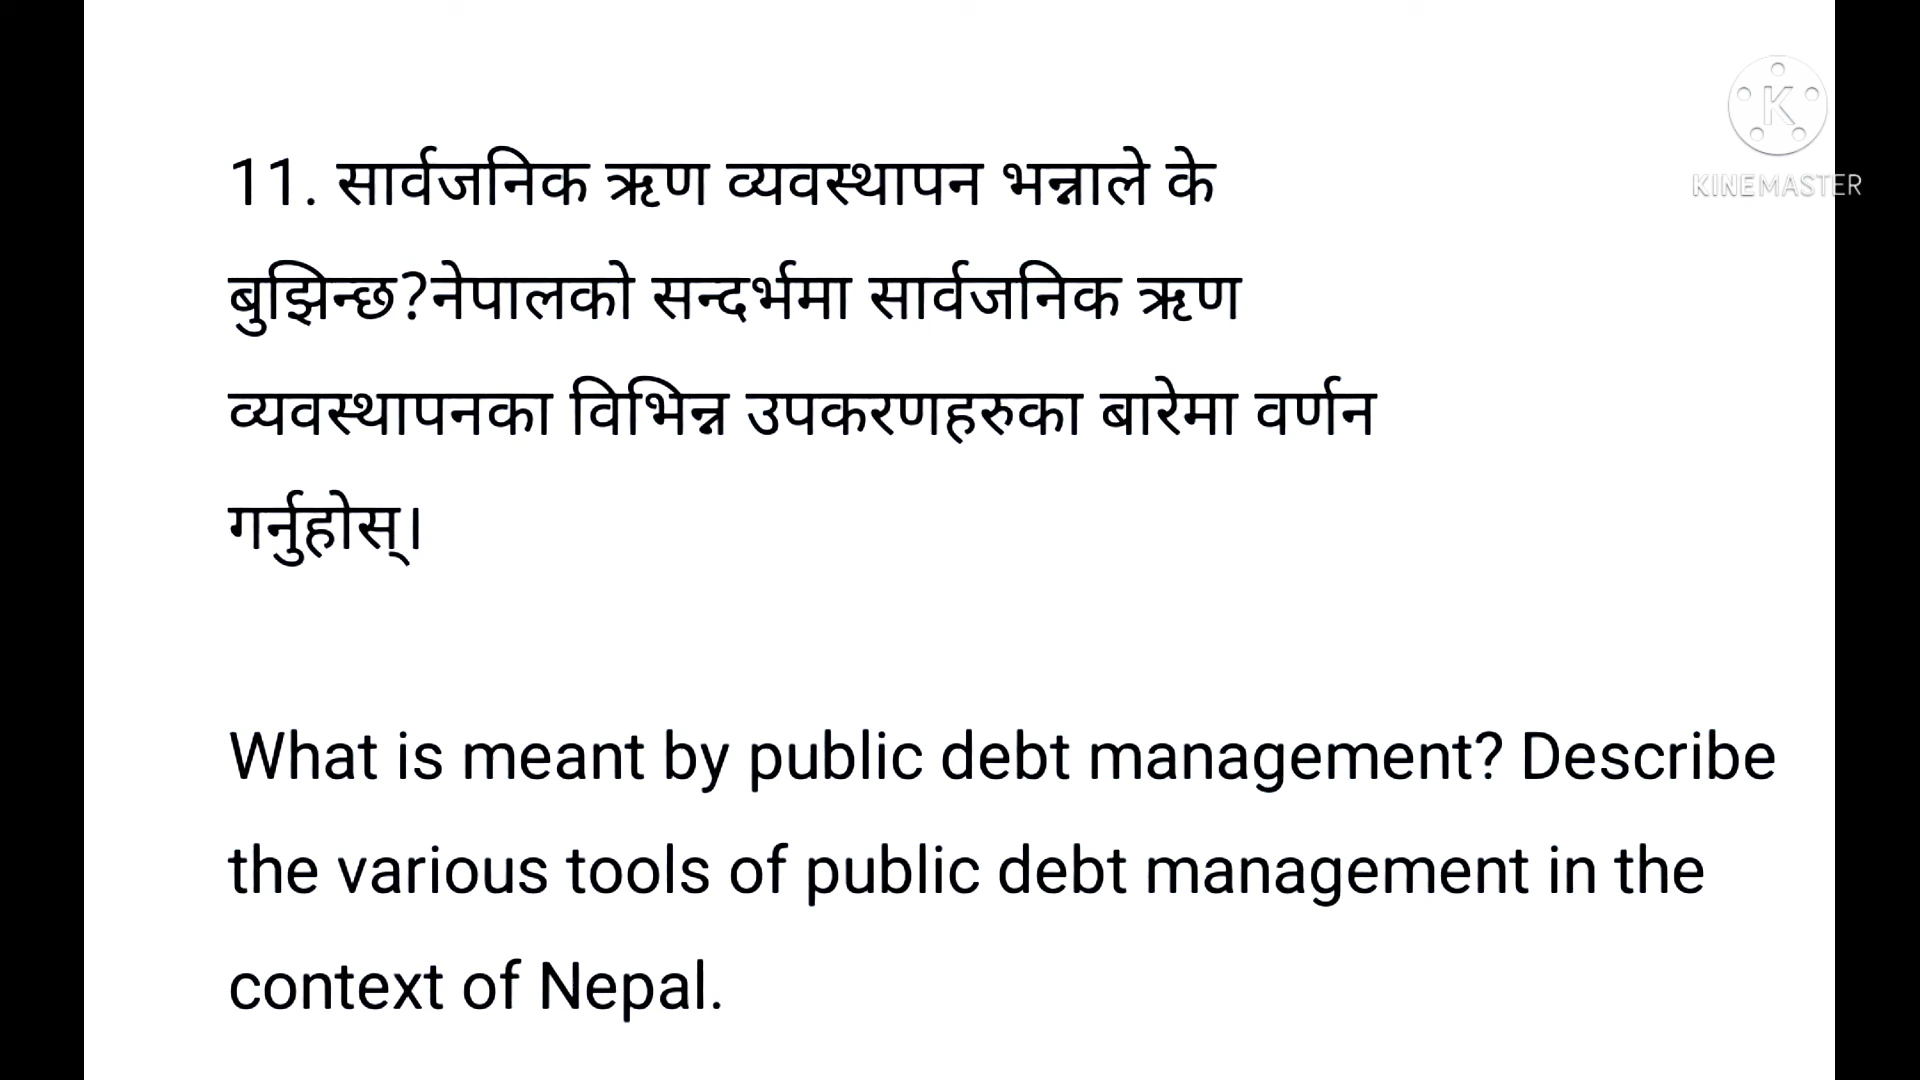 KINEMASTER
11. सार्वजनिक ऋण व्यवस्थापन भन्नाले के
बुझिन्छ?नेपालको सन्दर्भमा सार्वजनिक ऋण
व्यवस्थापनका विभिन्न उपकरणहरुका बारेमा वर्णन
गर्नुहोस्।
What is meant by public debt management? Describe
the various tools of public debt management in the
context of Nepal.